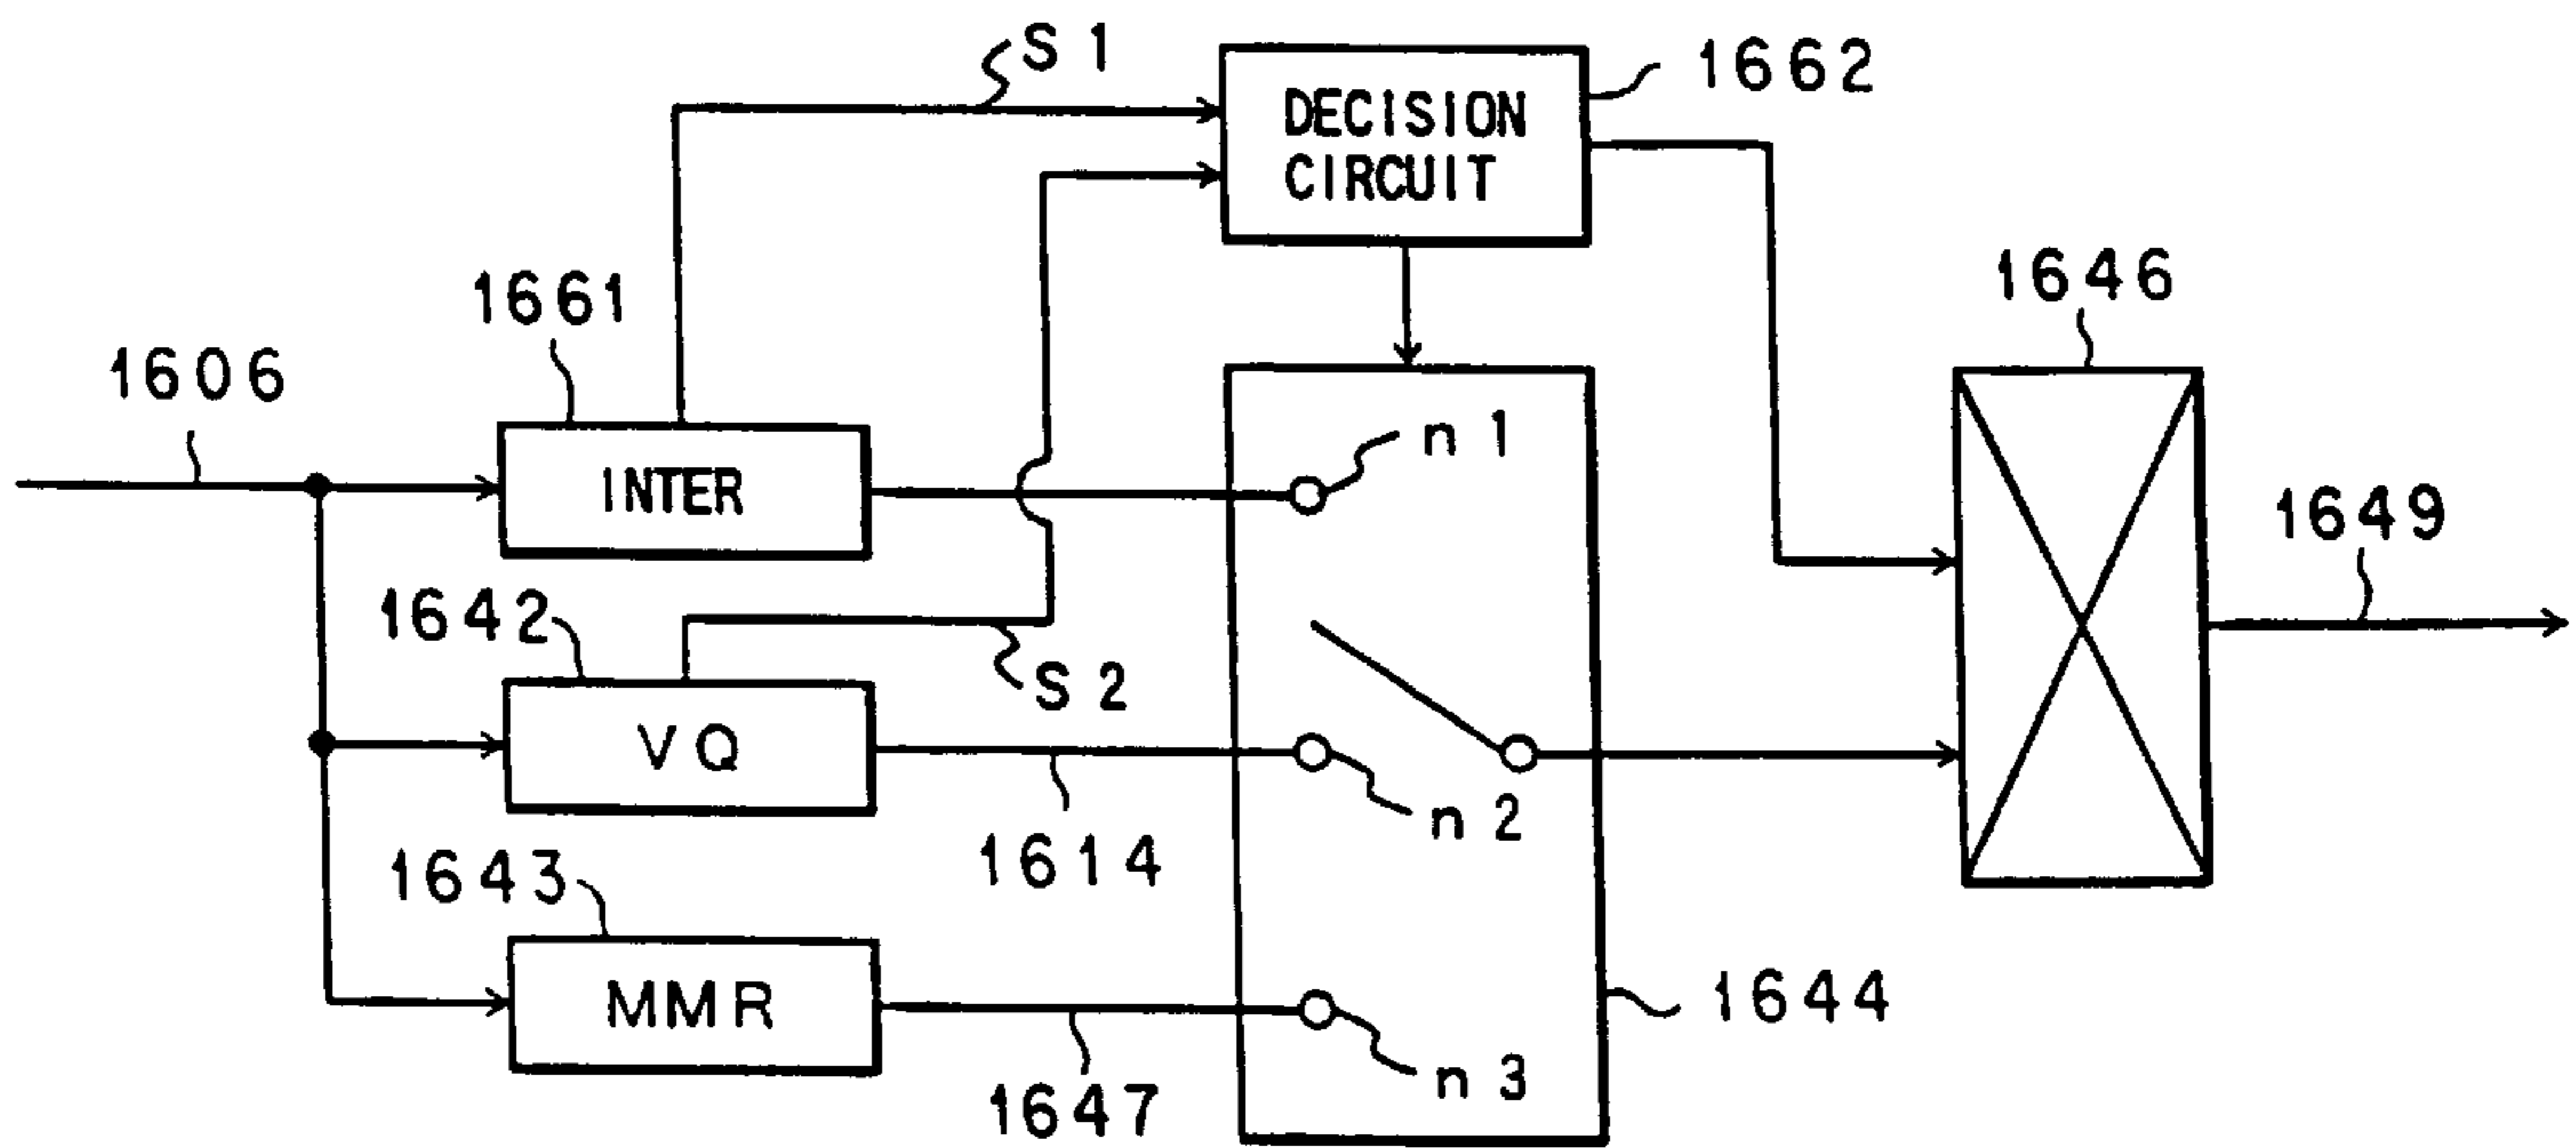 S1
DECISION
CIRCUIT
1662
1661
1646
1606
n1
INTER
1649
1642
S2
VQ
n2
1614
1643
MMR
1644
n3
1647